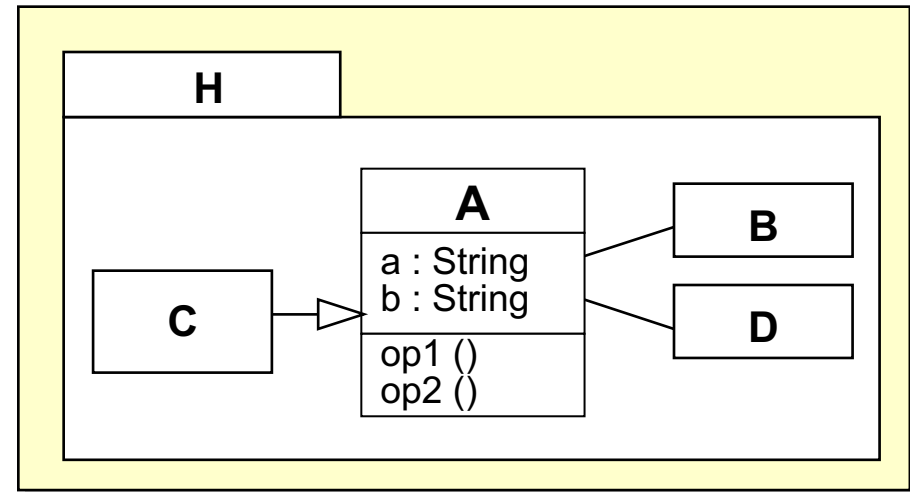 H
A
a : String
b : String
op1 ()
op2 ()
C
B
D